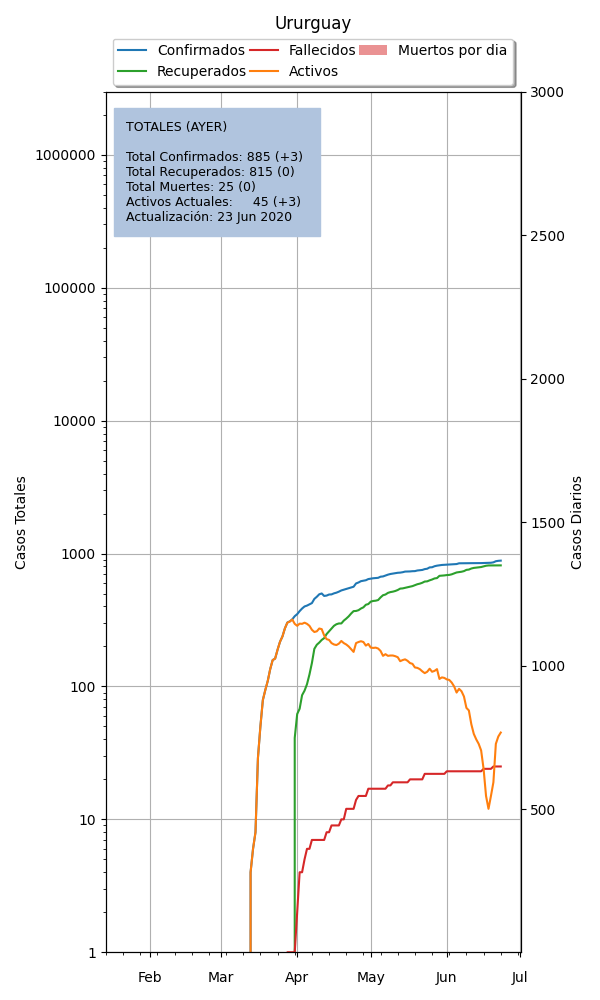 Ururguay
Confirmados
Recuperados
Fallecidos
Activos
Muertos por dia
TOTALES (AYER)
Total Confirmados: 885 (+3)
Total Recuperados: 815 (0)
Total Muertes: 25 (0)
Activos Actuales: 45 (+3)
Actualización: 23 Jun 2020
Casos Totales
1000000
100000
10000
1000
100
10
1
3000
2500
2000
1500
1000
500
Casos Diarios
Feb Mar Apr May Jun Jul